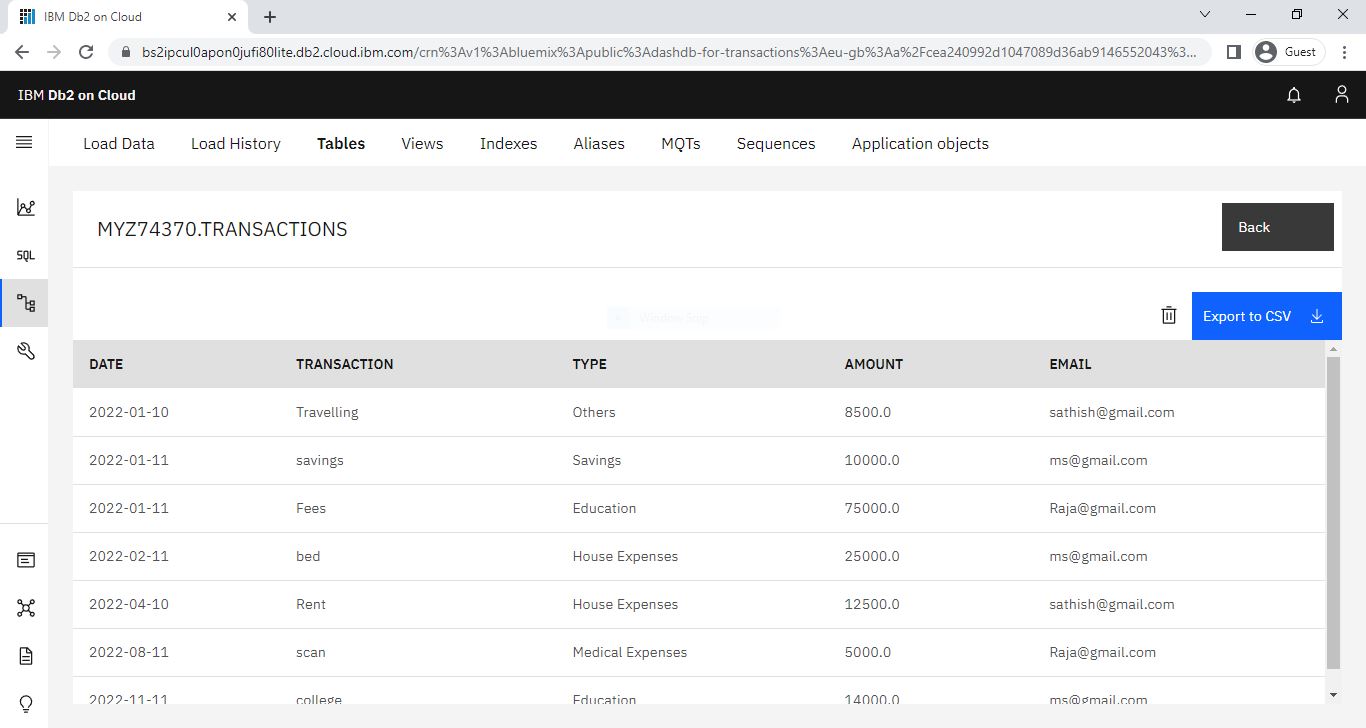 IBM Db2 on Cloud
bs2ipcul0apon0jufi80lite.db2.cloud.ibm.com/crn%3Av1%3Abluemix%3Apublic%3Adashdb-for-transactions%3Aeu-gb%3Aa%2Fcea240992d1047089d36ab9146552043%3...
Guest
IBM Db2 on Cloud
Load Data Load History Tables Views Indexes Aliases MQTs Sequences Application objects
SQL
MYZ74370.TRANSACTIONS
Back
Window Snip
Export to CSV
DATE TRANSACTION TYPE AMOUNT EMAIL
2022-01-10 Travelling Others 8500.0 sathish@gmail.com
2022-01-11 savings Savings 10000.0 ms@gmail.com
2022-01-11 Fees Education 75000.0 Raja@gmail.com
2022-02-11 bed House Expenses 25000.0 ms@gmail.com
2022-04-10 Rent House Expenses 12500.0 sathish@gmail.com
2022-08-11 scan Medical Expenses 5000.0 Raja@gmail.com
2022-11-11 college Education 14000.0 ms@gmail.com